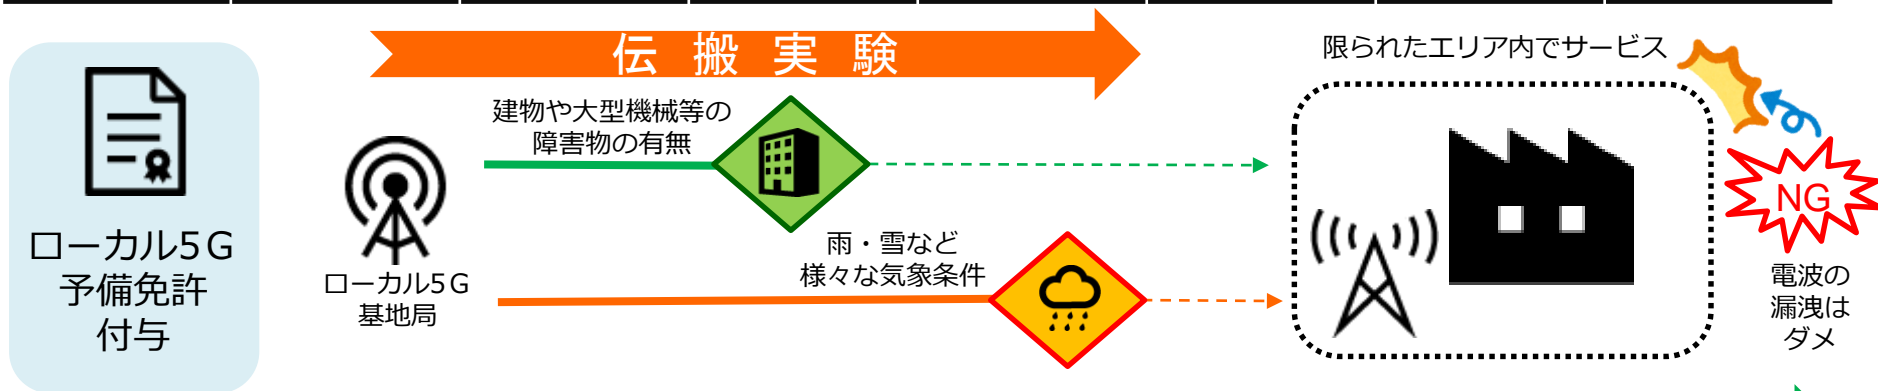 ローカル5G
予備免許
付与
伝搬実験
建物や大型機械等の
障害物の有無
ローカル5G
基地局
雨・雪など
様々な気象条件
限られたエリア内でサービス
NG
電波の
漏洩は
ダメ